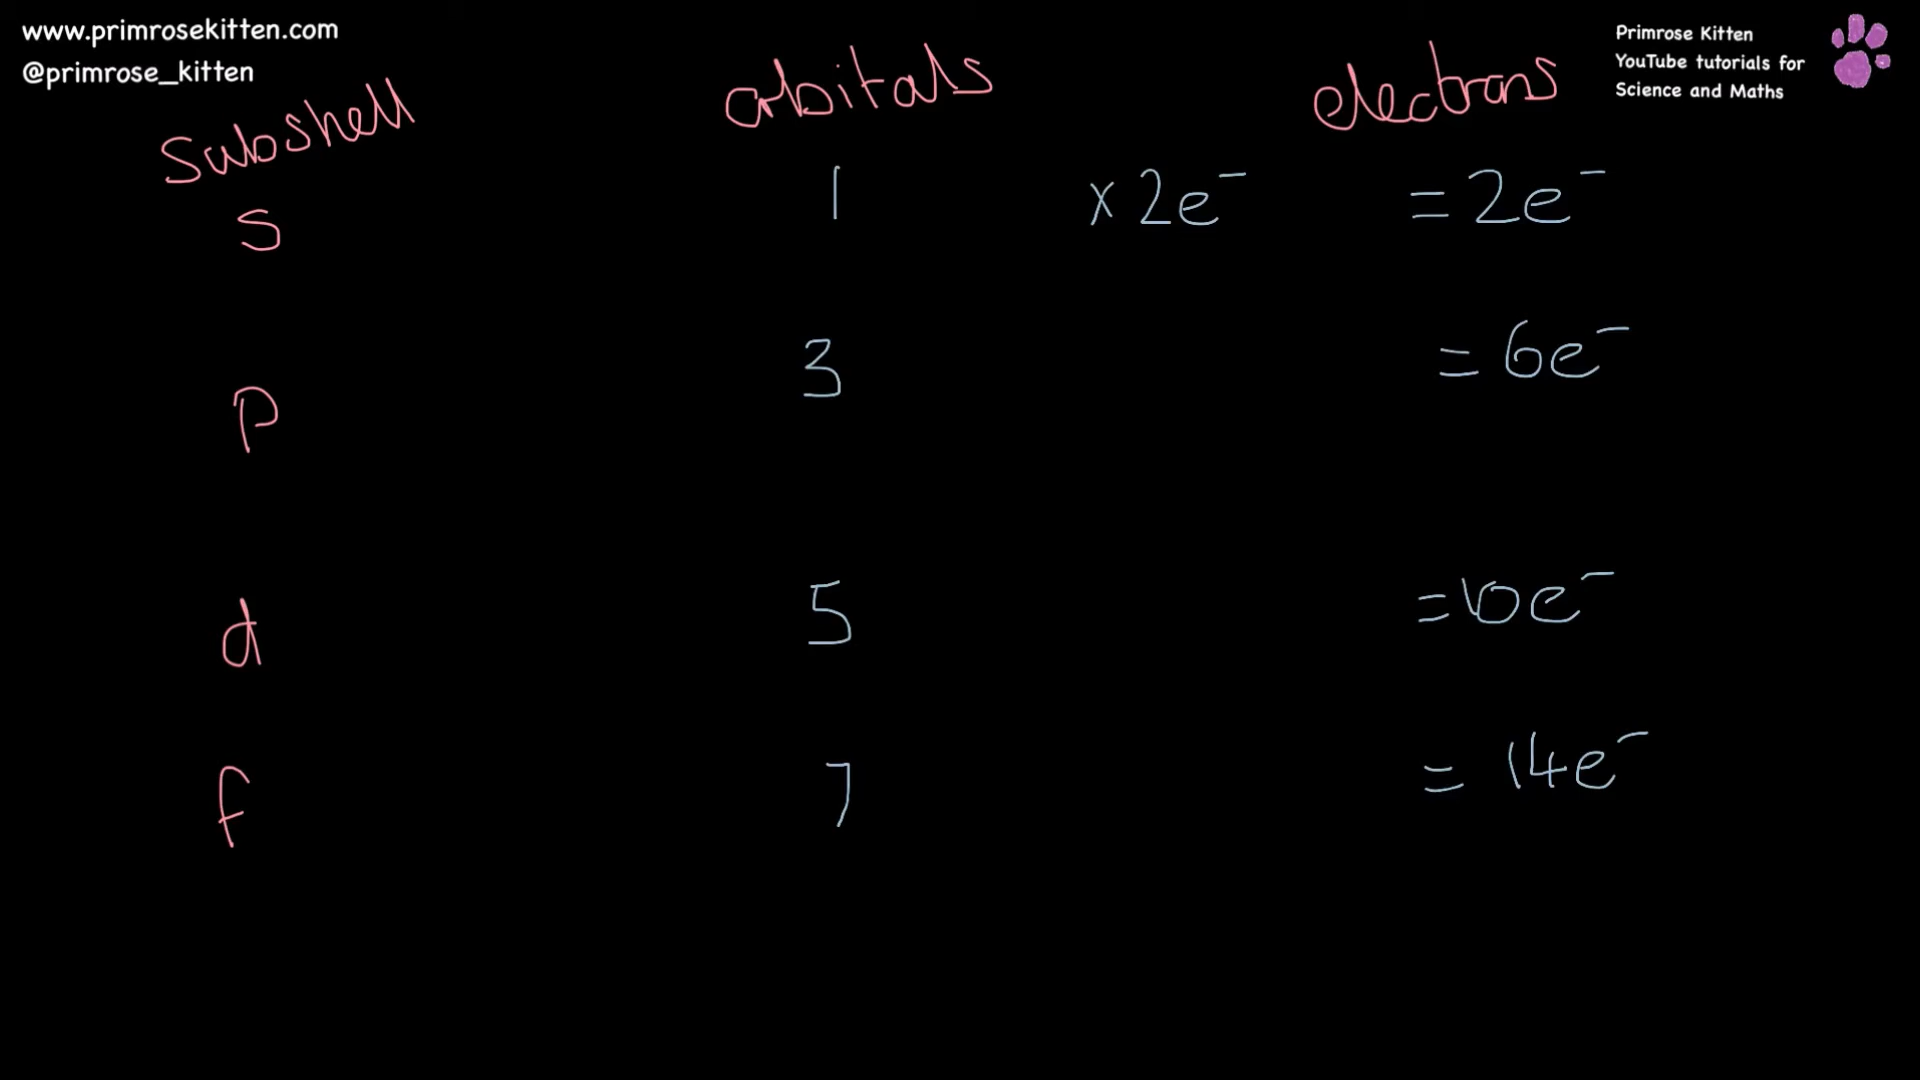 www.primrosekitten.com
@primrose_kitten
Primrose Kitten
YouTube tutorials for
Science and Maths
Subshell orbitals electrons
s 1 x 2e⁻ = 2e⁻
p 3 = 6e⁻
d 5 = 10e⁻
f 7 = 14e⁻